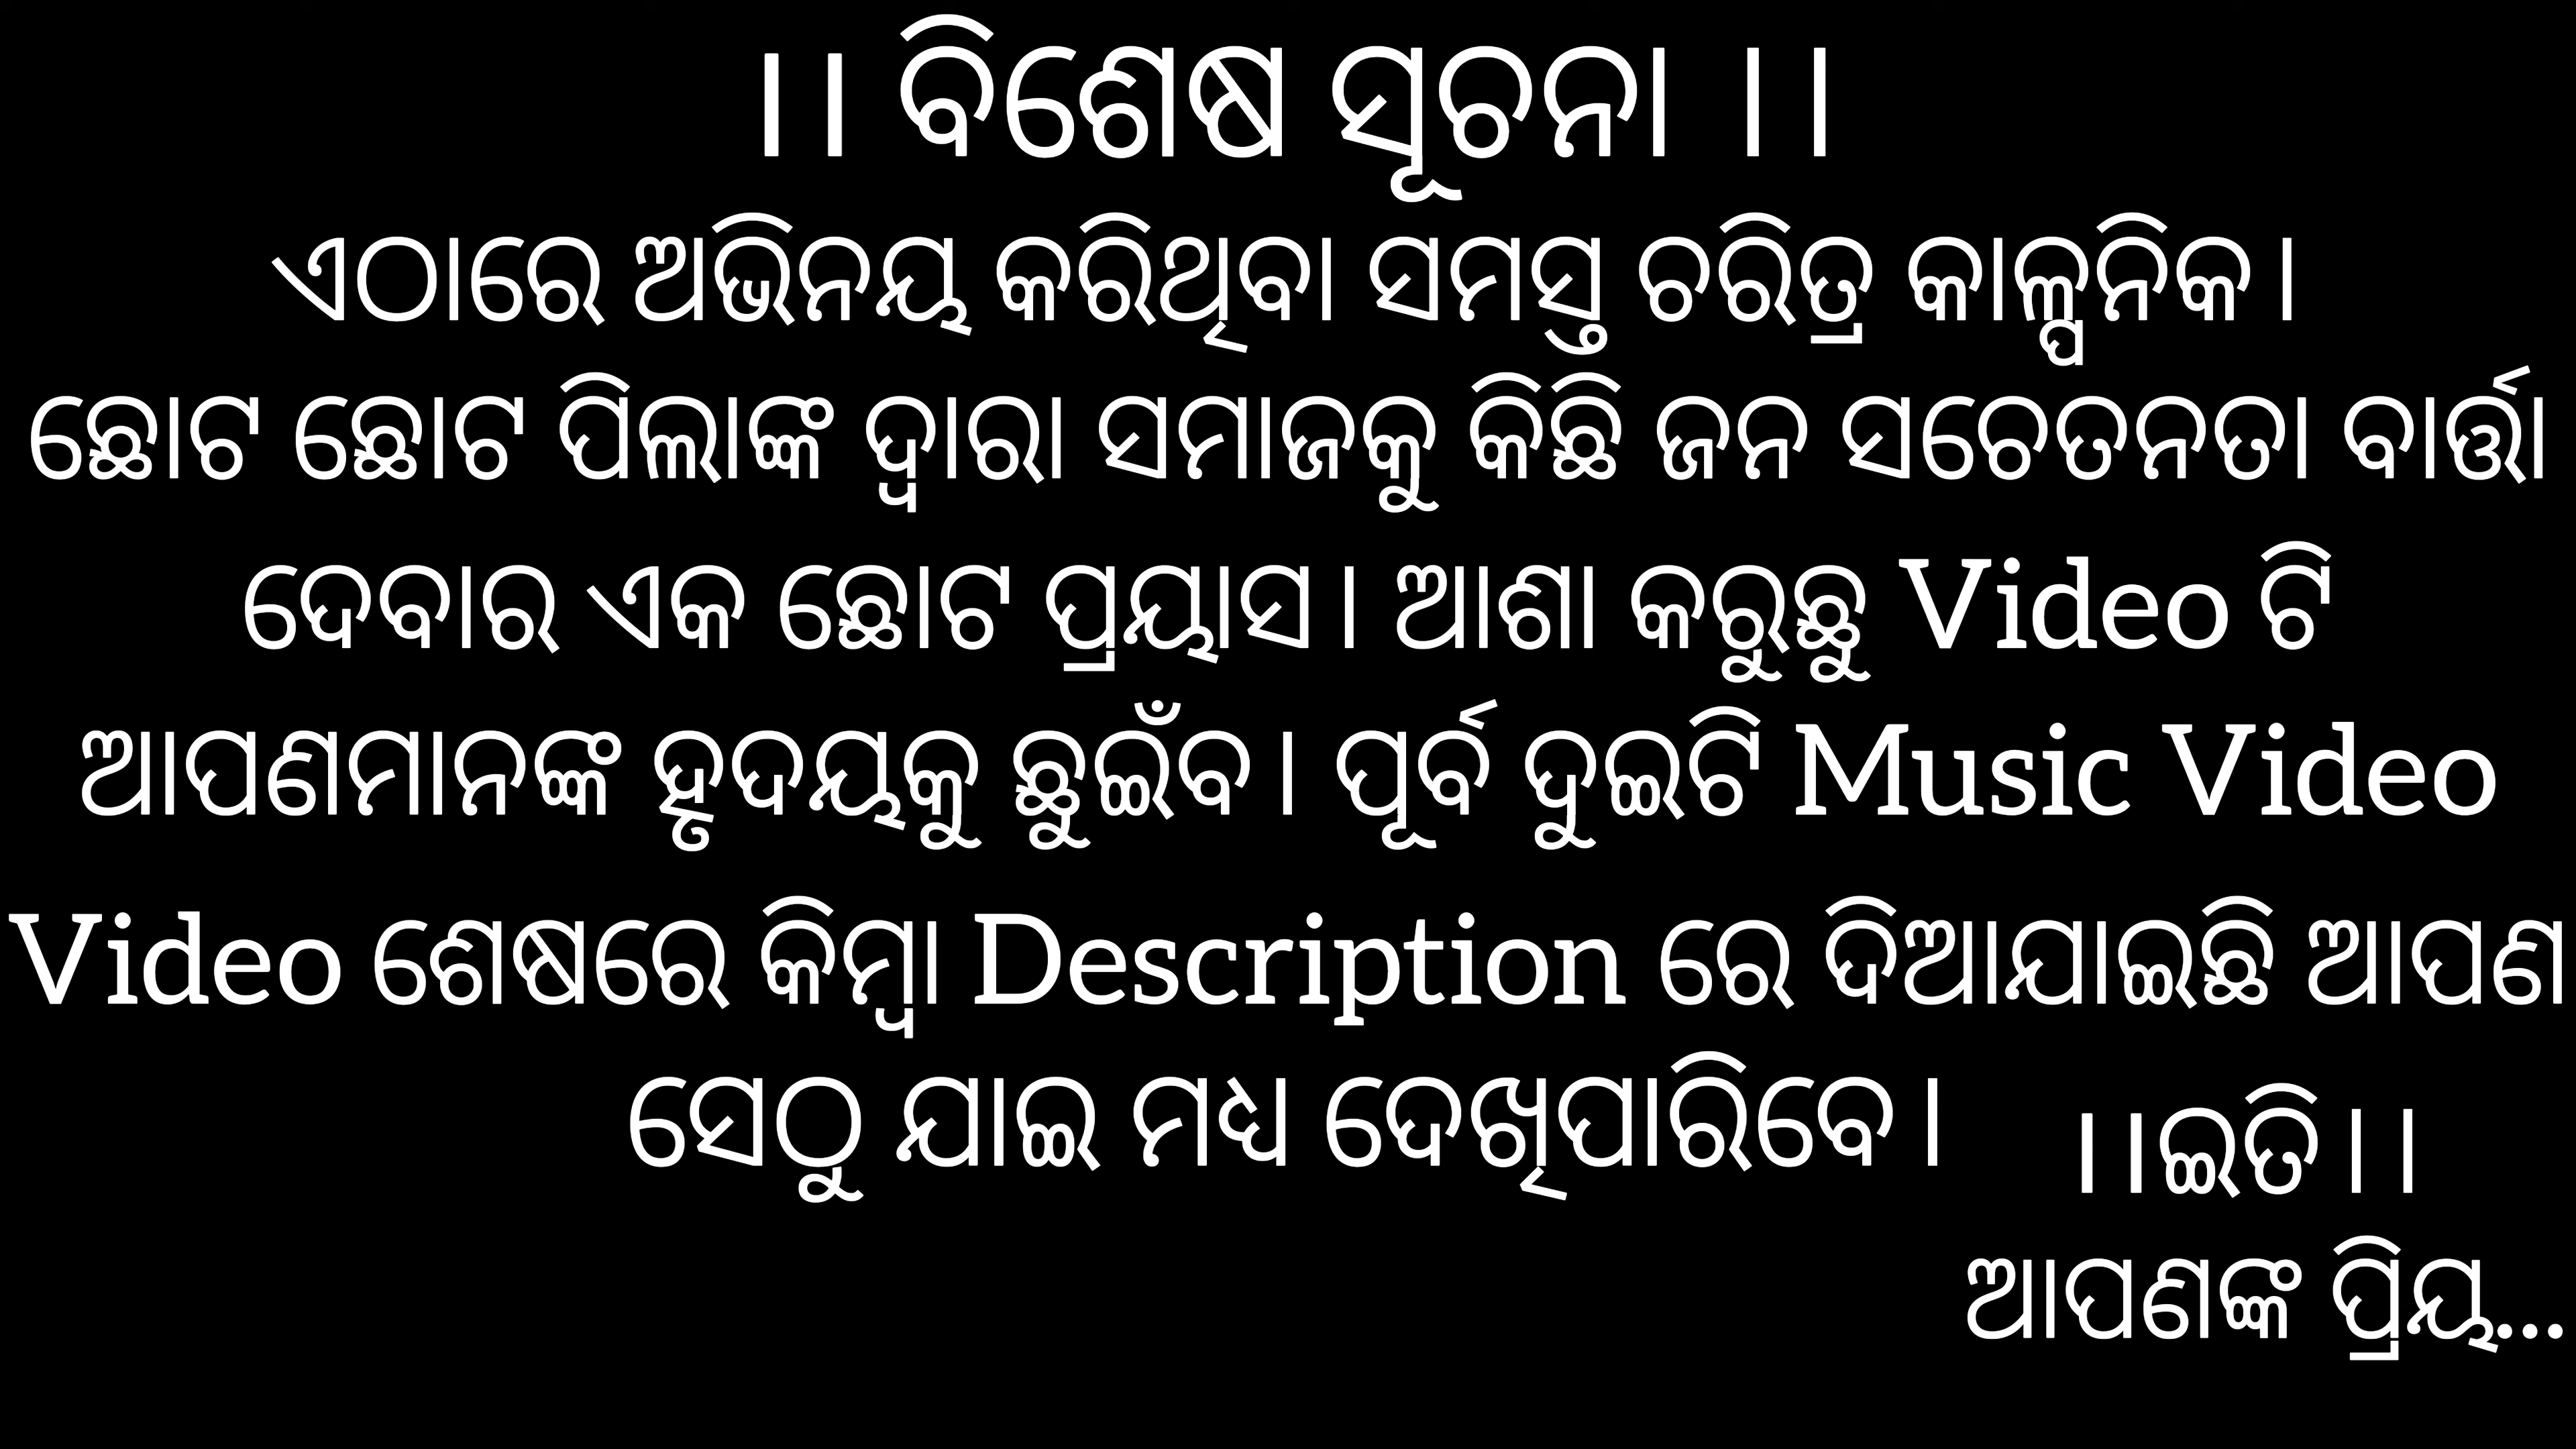 ।। ବିଶେଷ ସୂଚନା ।।
ଏଠାରେ ଅଭିନୟ କରିଥିବା ସମସ୍ତ ଚରିତ୍ର କାଳ୍ପନିକ।
ଛୋଟ ଛୋଟ ପିଲାଙ୍କ ଦ୍ୱାରା ସମାଜକୁ କିଛି ଜନ ସଚେତନତା ବାର୍ତ୍ତା
ଦେବାର ଏକ ଛୋଟ ପ୍ରୟାସ। ଆଶା କରୁଛୁ Video ଟି
ଆପଣମାନଙ୍କ ହୃଦୟକୁ ଛୁଇଁବ। ପୂର୍ବ ଦୁଇଟି Music Video
Video ଶେଷରେ କିମ୍ବା Description ରେ ଦିଆଯାଇଛି ଆପଣ
ସେଠୁ ଯାଇ ମଧ୍ୟ ଦେଖିପାରିବେ।
।।ଇତି।।
ଆପଣଙ୍କ ପ୍ରିୟ...